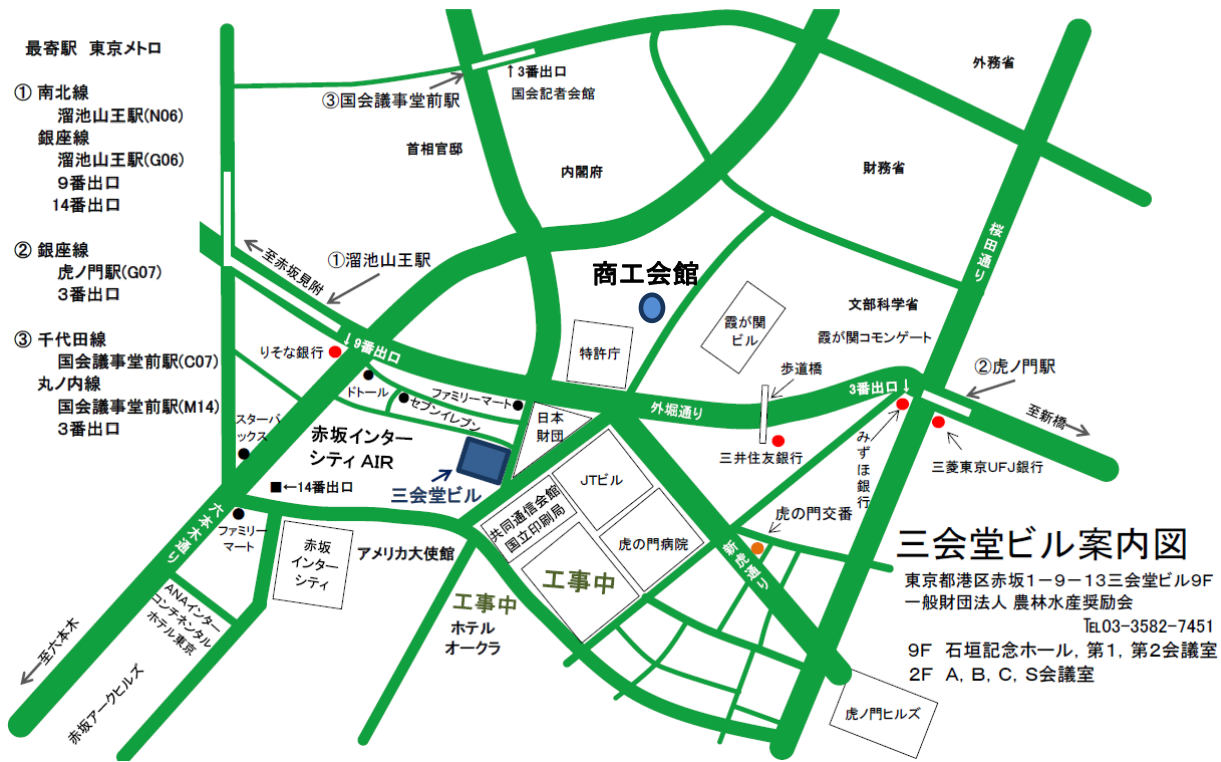 最寄駅 東京メトロ
① 南北線
溜池山王駅(N06)
銀座線
溜池山王駅(G06)
9番出口
14番出口
② 銀座線
虎ノ門駅(G07)
3番出口
③ 千代田線
国会議事堂前駅(C07)
丸ノ内線
国会議事堂前駅(M14)
3番出口
↑3番出口
国会記者会館
③国会議事堂前駅
首相官邸
内閣府
外務省
財務省
桜田通り
至赤坂見附
①溜池山王駅
商工会館
文部科学省
霞が関コモンゲート
霞が関
ビル
特許庁
歩道橋
3番出口↓
②虎ノ門駅
至新橋
↓9番出口
りそな銀行
ドトール
ファミリーマート
セブンイレブン
外堀通り
日本
財団
スターバ
ックス
赤坂インター
シティAIR
三会堂ビル
■←14番出口
三井住友銀行
みずほ銀行
三菱東京UFJ銀行
JTビル
共同通信会館
国立印刷局
虎の門病院
虎の門交番
新虎通り
六本木通り
ファミリー
マート
赤坂
インター
シティ
アメリカ大使館
工事中
工事中
ホテル
オークラ
ANAインター
コンチネンタル
ホテル東京
至六本木
赤坂アークヒルズ
虎ノ門ヒルズ
三会堂ビル案内図
東京都港区赤坂1-9-13三会堂ビル9F
一般財団法人 農林水産奨励会
℡03-3582-7451
9F 石垣記念ホール, 第1, 第2会議室
2F A, B, C, S会議室